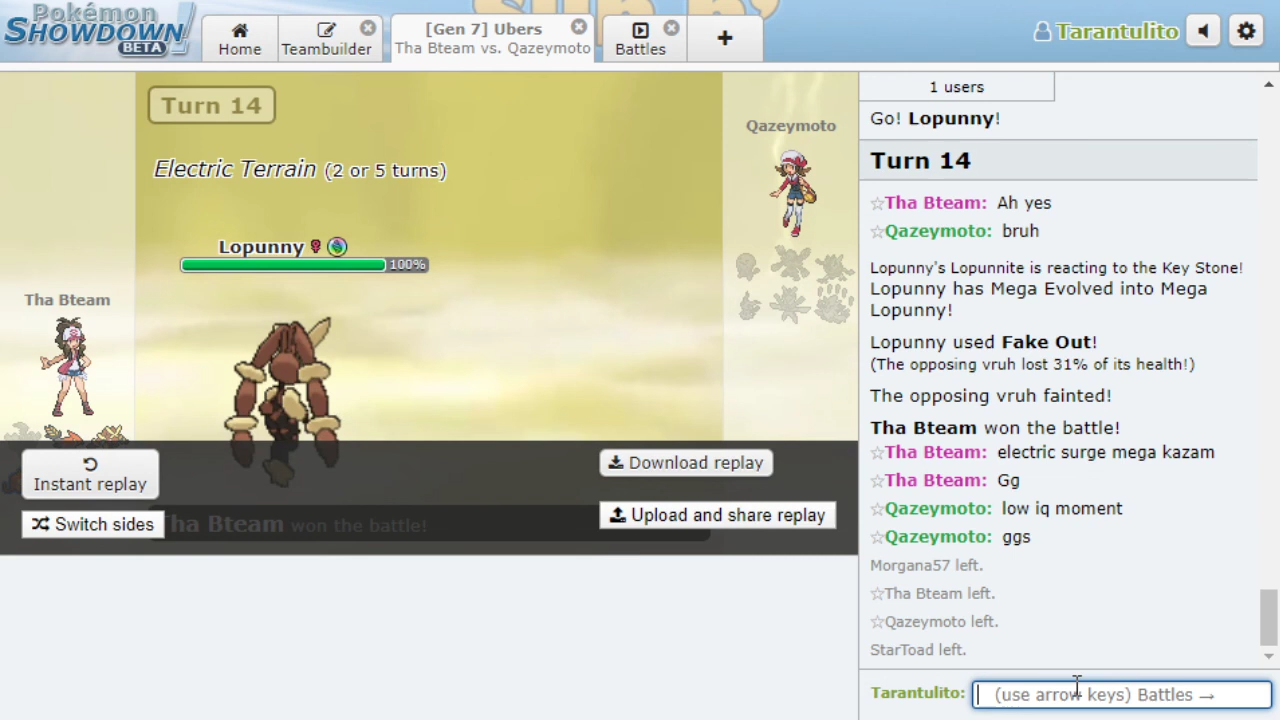 Pokémon
SHOWDOWN!
BETA
Home
Teambuilder
[Gen 7] Ubers
Tha Bteam vs. Qazeymoto
Battles
+
Tarantulito
Turn 14
Electric Terrain (2 or 5 turns)
Lopunny
100%
Tha Bteam
Qazeymoto
Instant replay
Switch sides
Download replay
Upload and share replay
Tha Bteam won the battle!
1 users
Go! Lopunny!
Turn 14
☆Tha Bteam: Ah yes
☆Qazeymoto: bruh
Lopunny's Lopunnite is reacting to the Key Stone!
Lopunny has Mega Evolved into Mega
Lopunny!
Lopunny used Fake Out!
(The opposing vruh lost 31% of its health!)
The opposing vruh fainted!
Tha Bteam won the battle!
☆Tha Bteam: electric surge mega kazam
☆Tha Bteam: Gg
☆Qazeymoto: low iq moment
☆Qazeymoto: ggs
Morgana57 left.
☆Tha Bteam left.
☆Qazeymoto left.
StarToad left.
Tarantulito: (use arrow keys) Battles →